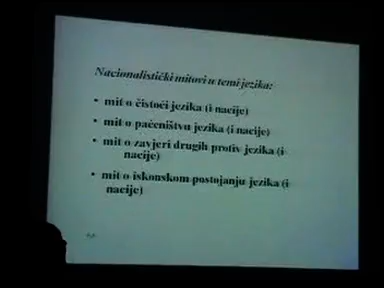 Nacionalistički mitovi u temi jezika:
• mit o čistoći jezika (i nacije)
• mit o pačeništvu jezika (i nacije)
• mit o zavjeri drugih protiv jezika (i
nacije)
• mit o iskonskom postojanju jezika (i
nacije)